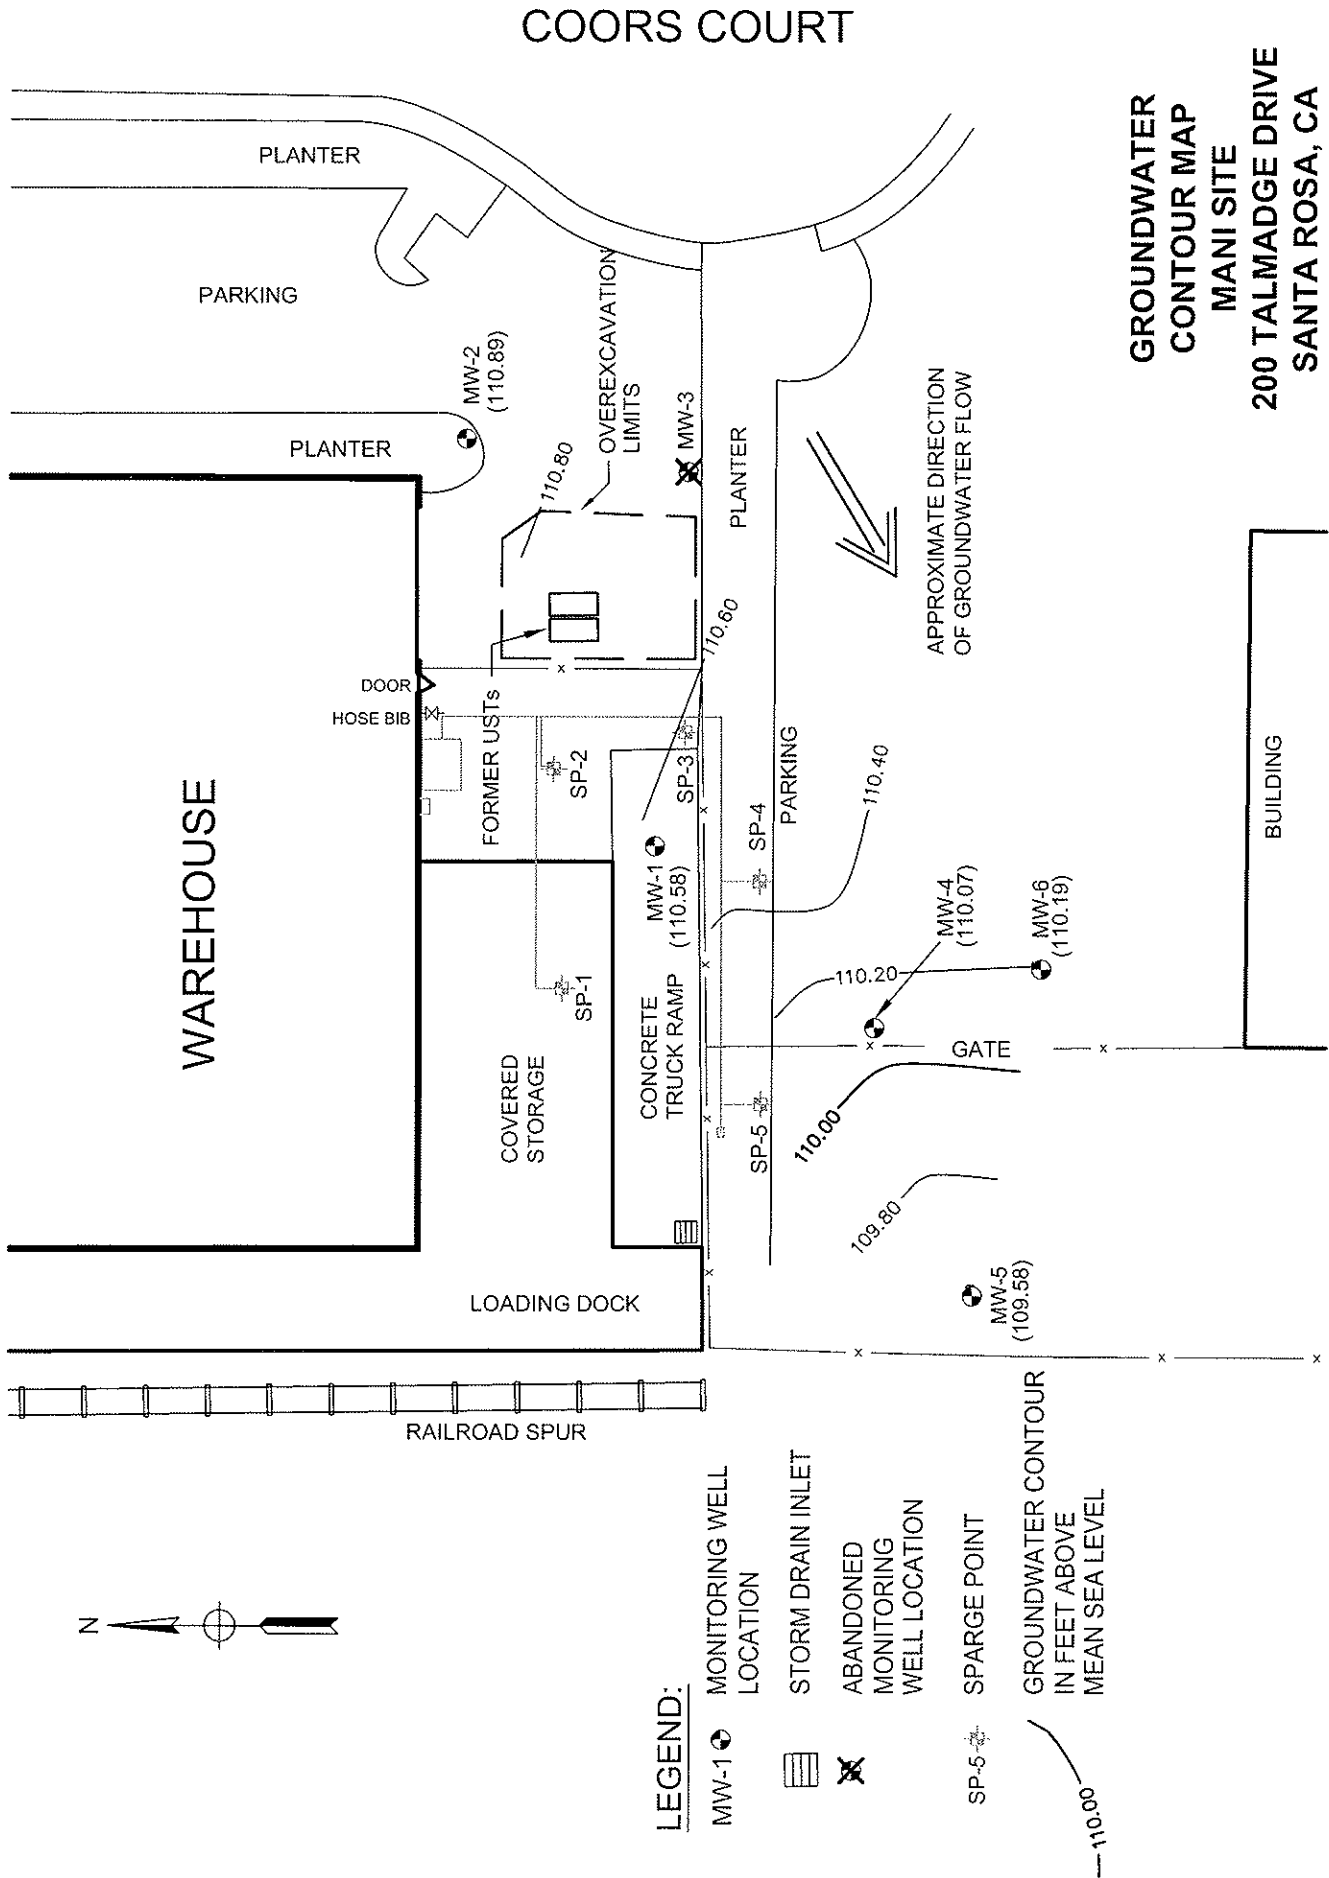 COORS COURT
GROUNDWATER
CONTOUR MAP
MANI SITE
200 TALMADGE DRIVE
SANTA ROSA, CA
PLANTER
PARKING
MW-2
(110.89)
OVEREXCAVATION
LIMITS
PLANTER
110.80
MW-3
PLANTER
APPROXIMATE DIRECTION
OF GROUNDWATER FLOW
110.60
DOOR
HOSE BIB
FORMER USTs
SP-2
SP-3
SP-4
PARKING
110.40
BUILDING
WAREHOUSE
MW-1
(110.58)
MW-4
(110.07)
MW-6
(110.19)
110.20
SP-1
CONCRETE
TRUCK RAMP
GATE
COVERED
STORAGE
SP-5
110.00
109.80
LOADING DOCK
MW-5
(109.58)
RAILROAD SPUR
N
LEGEND:
MW-1
MONITORING WELL
LOCATION
STORM DRAIN INLET
ABANDONED
MONITORING
WELL LOCATION
SP-5
SPARGE POINT
110.00
GROUNDWATER CONTOUR
IN FEET ABOVE
MEAN SEA LEVEL